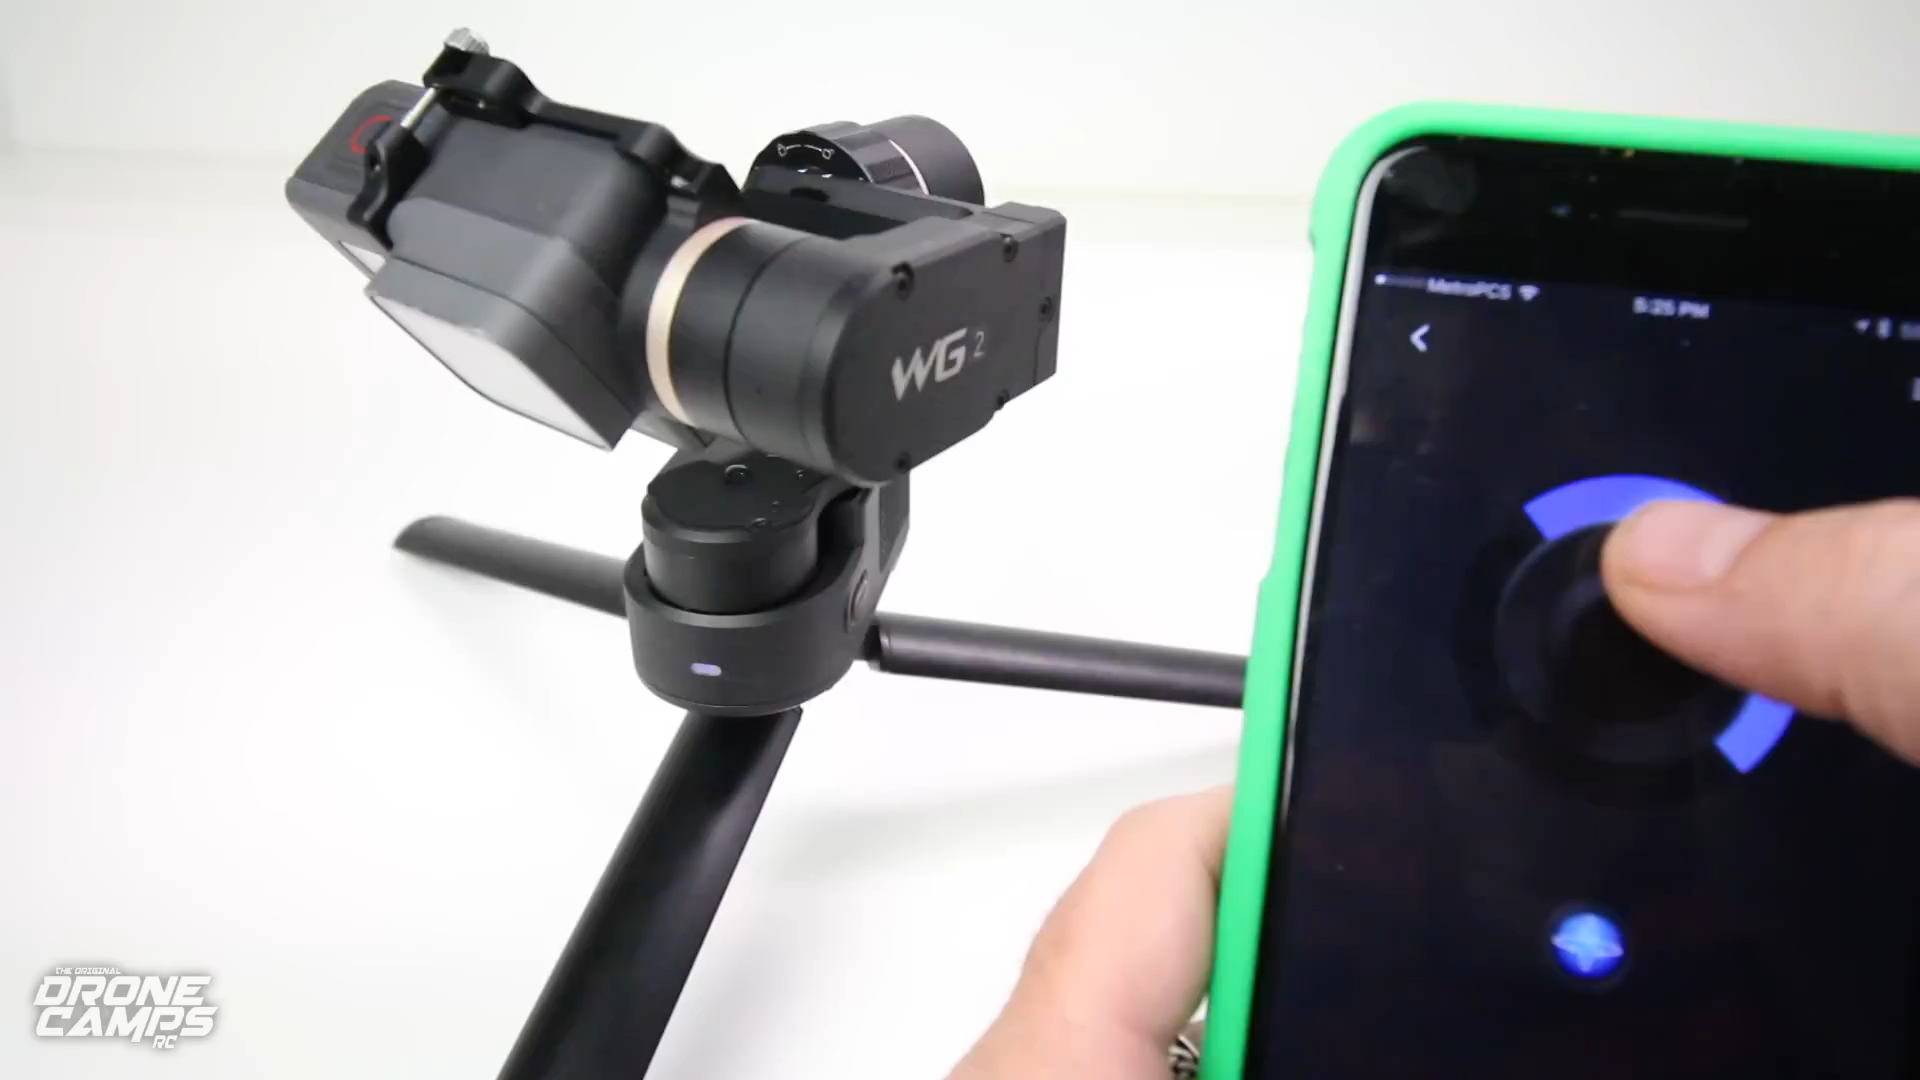 WG 2
MetroPCS
5:25 PM
THE ORIGINAL
DRONE
CAMPS
RC